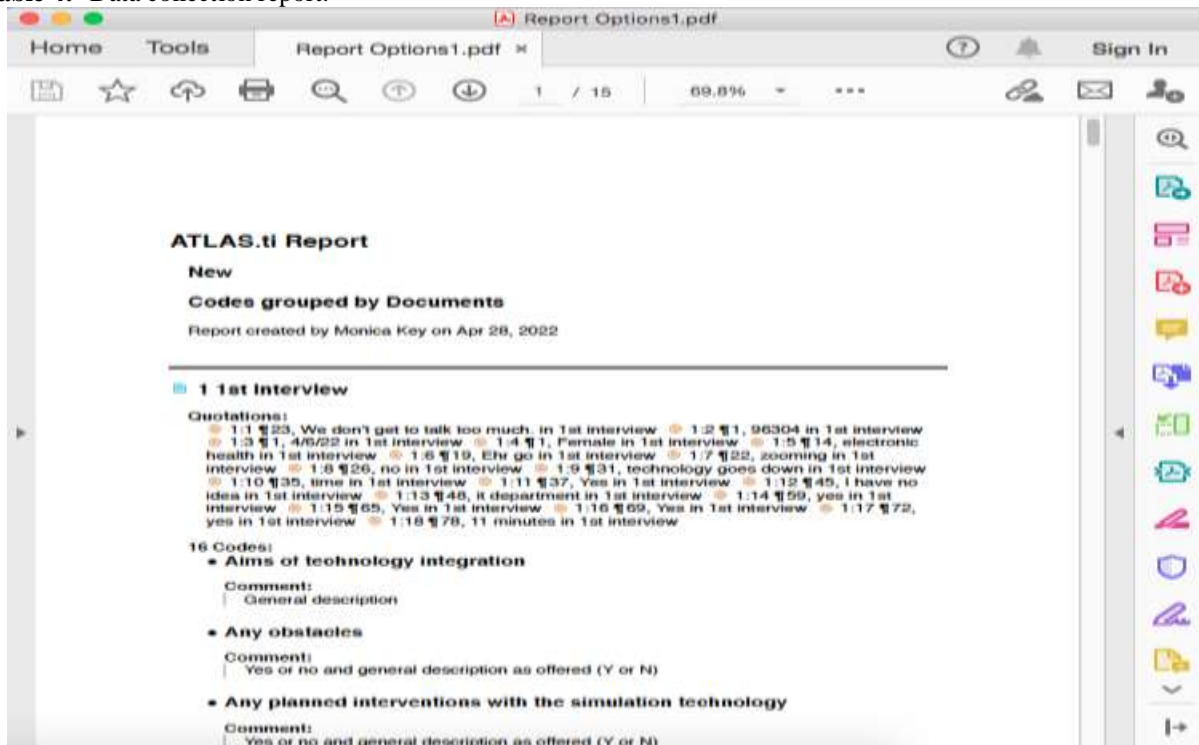 Data collection report.
Report Options1.pdf
Home Tools Report Options1.pdf × Sign In
1 / 15 69.8%
ATLAS.ti Report
New
Codes grouped by Documents
Report created by Monica Key on Apr 28, 2022
1 1st Interview
Quotations:
1:1 ¶23, We don't get to talk too much. in 1st interview 1:2 ¶1, 96304 in 1st interview
1:3 ¶1, 4/6/22 in 1st interview 1:4 ¶1, Female in 1st interview 1:5 ¶14, electronic
health in 1st interview 1:6 ¶19, Ehr go in 1st interview 1:7 ¶22, zooming in 1st
interview 1:8 ¶26, no in 1st interview 1:9 ¶31, technology goes down in 1st interview
1:10 ¶35, time in 1st interview 1:11 ¶37, Yes in 1st interview 1:12 ¶45, I have no
idea in 1st interview 1:13 ¶48, it department in 1st interview 1:14 ¶59, yes in 1st
interview 1:15 ¶65, Yes in 1st interview 1:16 ¶69, Yes in 1st interview 1:17 ¶72,
yes in 1st interview 1:18 ¶78, 11 minutes in 1st interview
16 Codes:
• Aims of technology integration
Comment:
General description
• Any obstacles
Comment:
Yes or no and general description as offered (Y or N)
• Any planned interventions with the simulation technology
Comment:
Yes or no and general description as offered (Y or N)